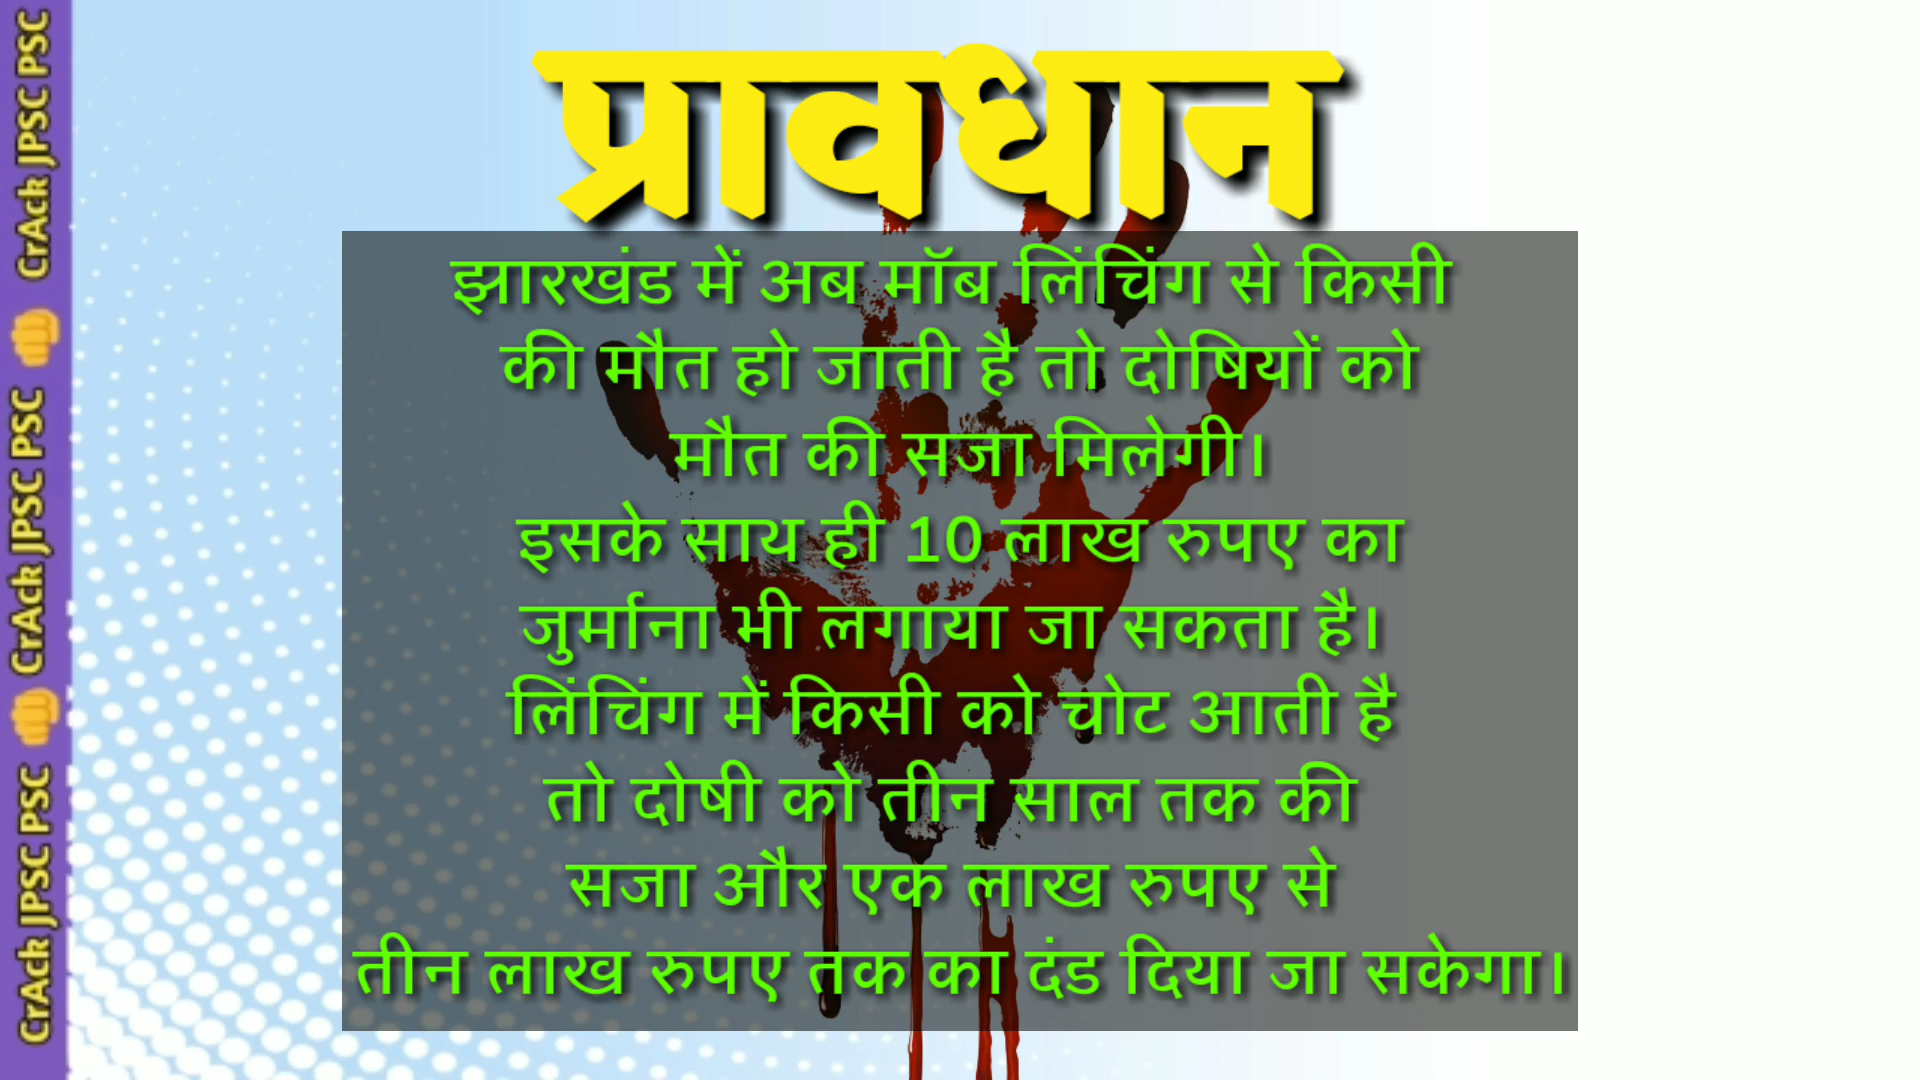 प्रावधान
झारखंड में अब मॉब लिंचिंग से किसी
की मौत हो जाती है तो दोषियों को
मौत की सजा मिलेगी।
इसके साथ ही 10 लाख रुपए का
जुर्माना भी लगाया जा सकता है।
लिंचिंग में किसी को चोट आती है
तो दोषी को तीन साल तक की
सजा और एक लाख रुपए से
तीन लाख रुपए तक का दंड दिया जा सकेगा।
CrAck JPSC PSC 👊 CrAck JPSC PSC 👊 CrAck JPSC PSC